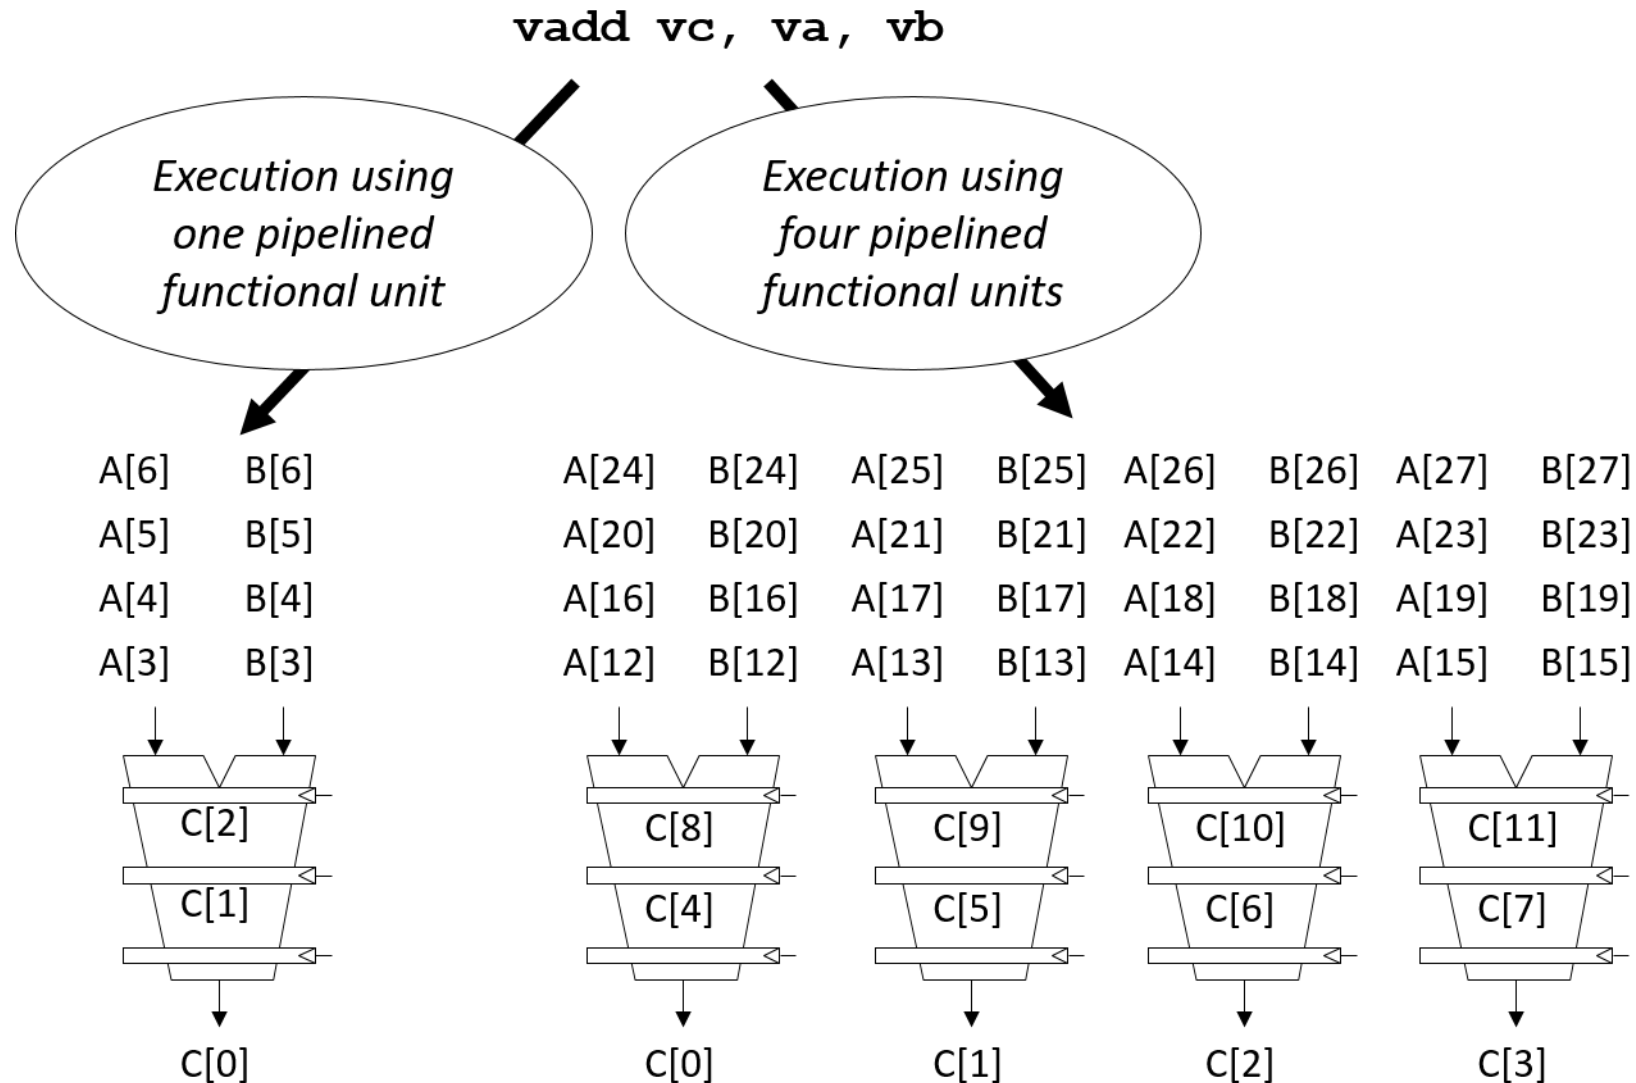 vadd vc, va, vb
Execution using
one pipelined
functional unit
Execution using
four pipelined
functional units
A[6] B[6] A[24] B[24] A[25] B[25] A[26] B[26] A[27] B[27]
A[5] B[5] A[20] B[20] A[21] B[21] A[22] B[22] A[23] B[23]
A[4] B[4] A[16] B[16] A[17] B[17] A[18] B[18] A[19] B[19]
A[3] B[3] A[12] B[12] A[13] B[13] A[14] B[14] A[15] B[15]
C[2] C[8] C[9] C[10] C[11]
C[1] C[4] C[5] C[6] C[7]
C[0] C[0] C[1] C[2] C[3]